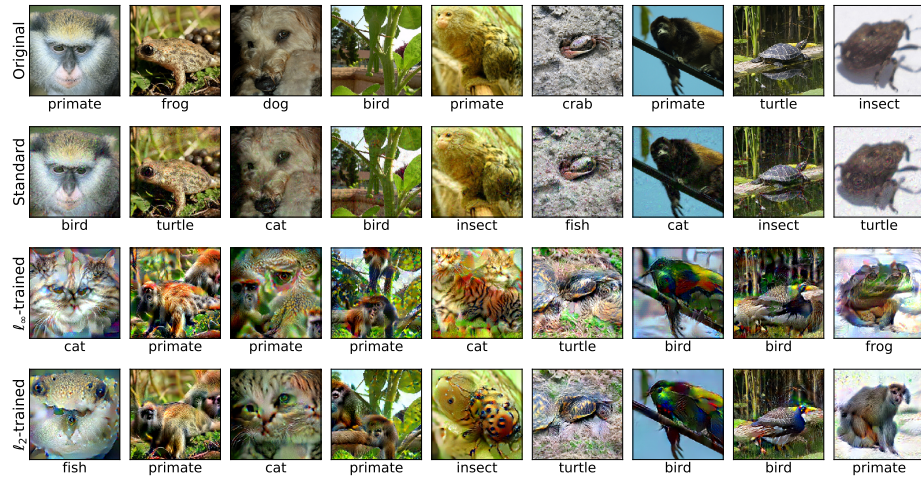 Original
primate frog dog bird primate crab primate turtle insect
Standard
bird turtle cat bird insect fish cat insect turtle
ℓ∞-trained
cat primate primate primate cat turtle bird bird frog
ℓ2-trained
fish primate cat primate insect turtle bird bird primate